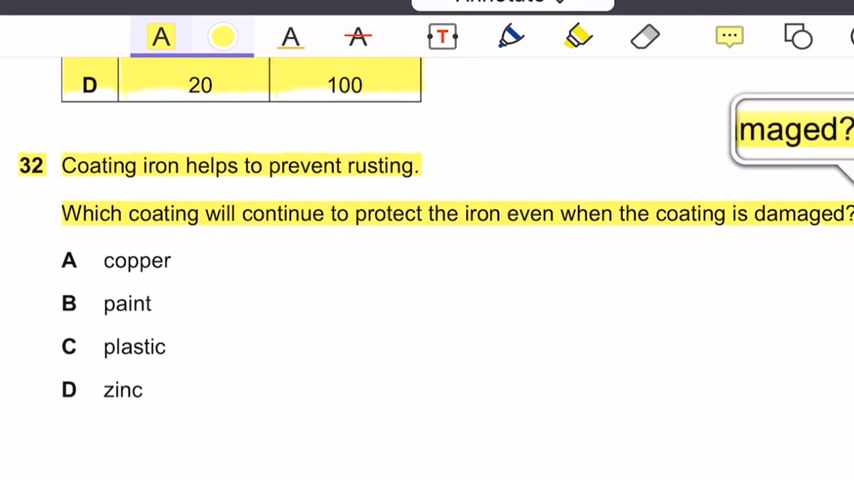 A A A T
D 20 100
maged?
32 Coating iron helps to prevent rusting.
Which coating will continue to protect the iron even when the coating is damaged?
A copper
B paint
C plastic
D zinc